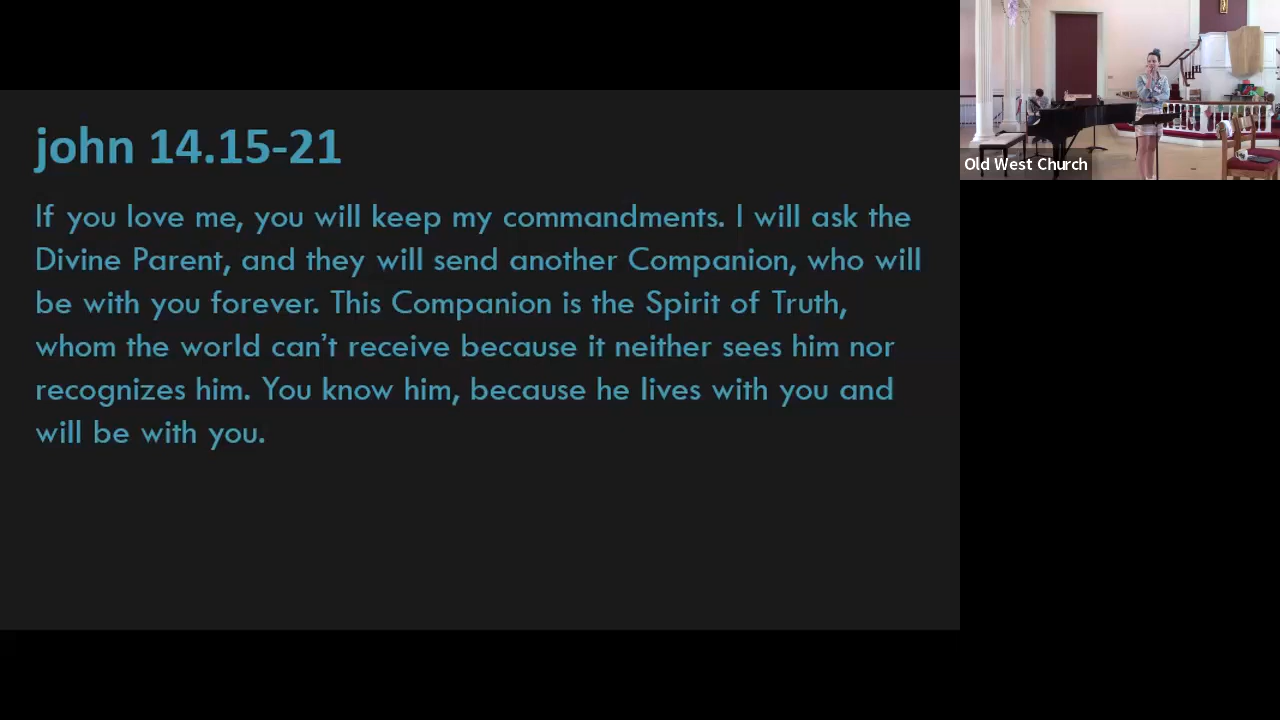 john 14.15-21
If you love me, you will keep my commandments. I will ask the
Divine Parent, and they will send another Companion, who will
be with you forever. This Companion is the Spirit of Truth,
whom the world can’t receive because it neither sees him nor
recognizes him. You know him, because he lives with you and
will be with you.
Old West Church